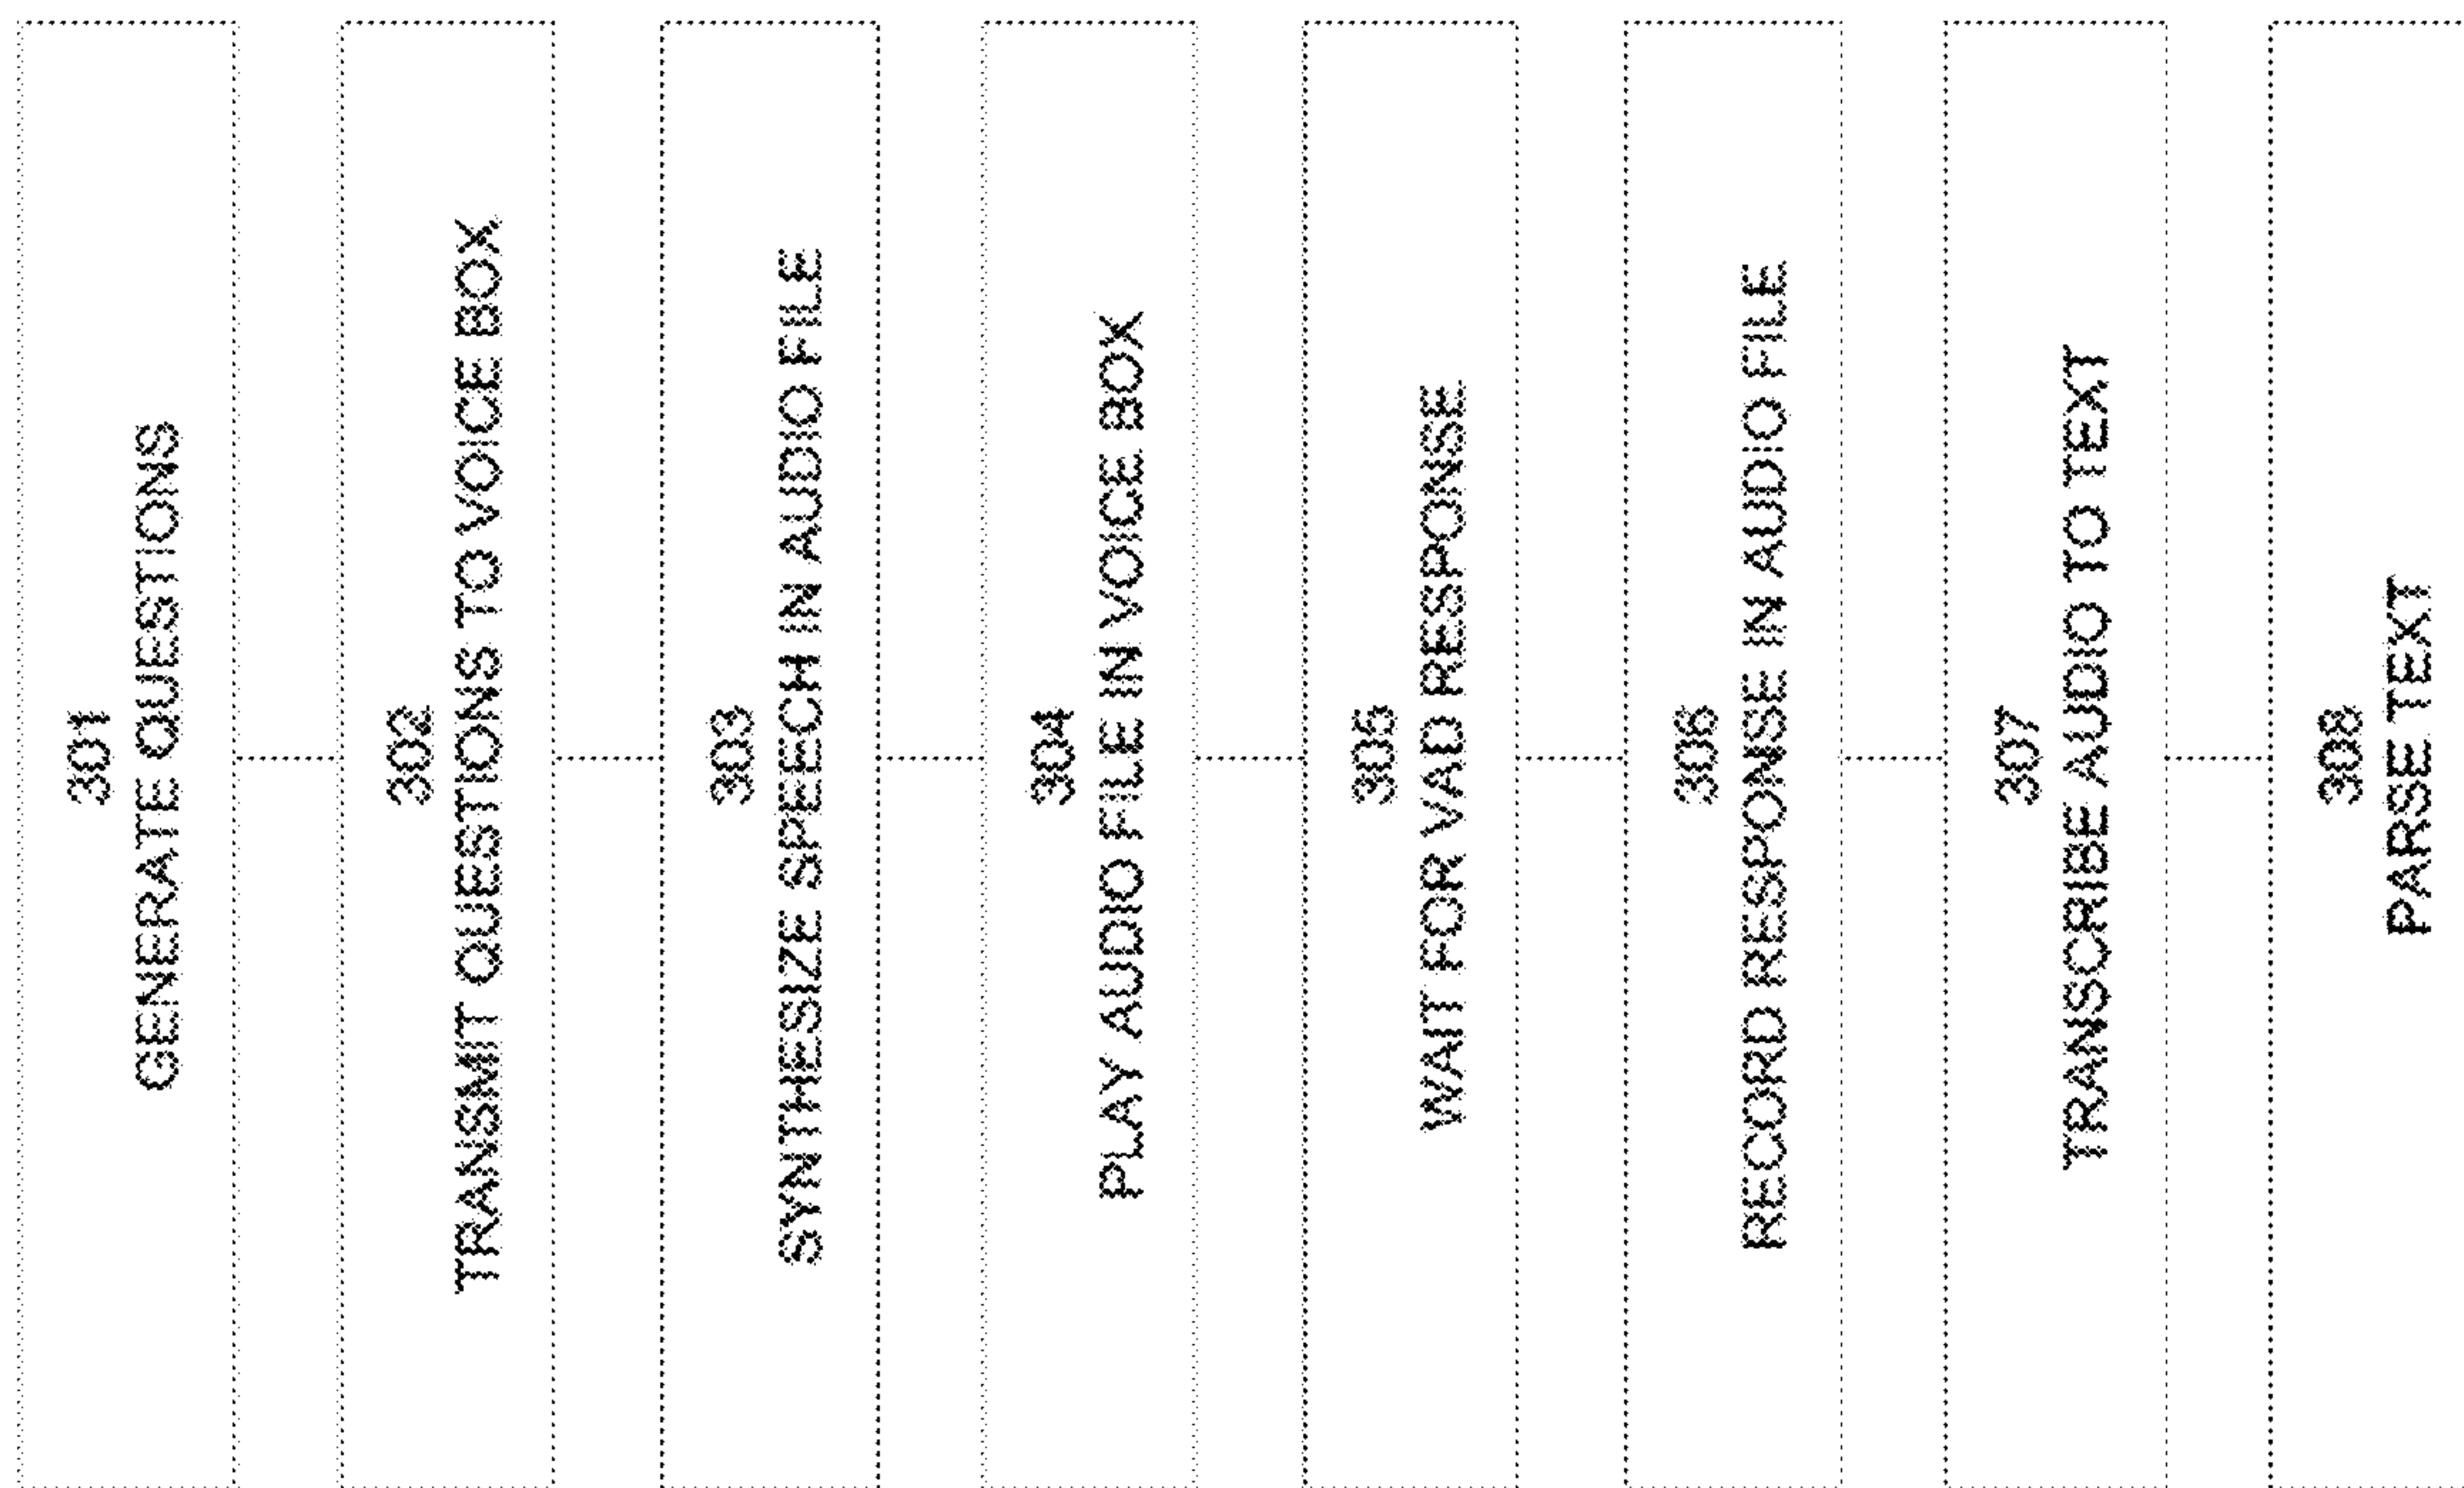 301
GENERATE QUESTIONS
302
TRANSMIT QUESTIONS TO VOICE BOX
303
SYNTHESIZE SPEECH IN AUDIO FILE
304
PLAY AUDIO FILE IN VOICE BOX
305
WAIT FOR VAD RESPONSE
306
RECORD RESPONSE IN AUDIO FILE
307
TRANSCRIBE AUDIO TO TEXT
308
PARSE TEXT